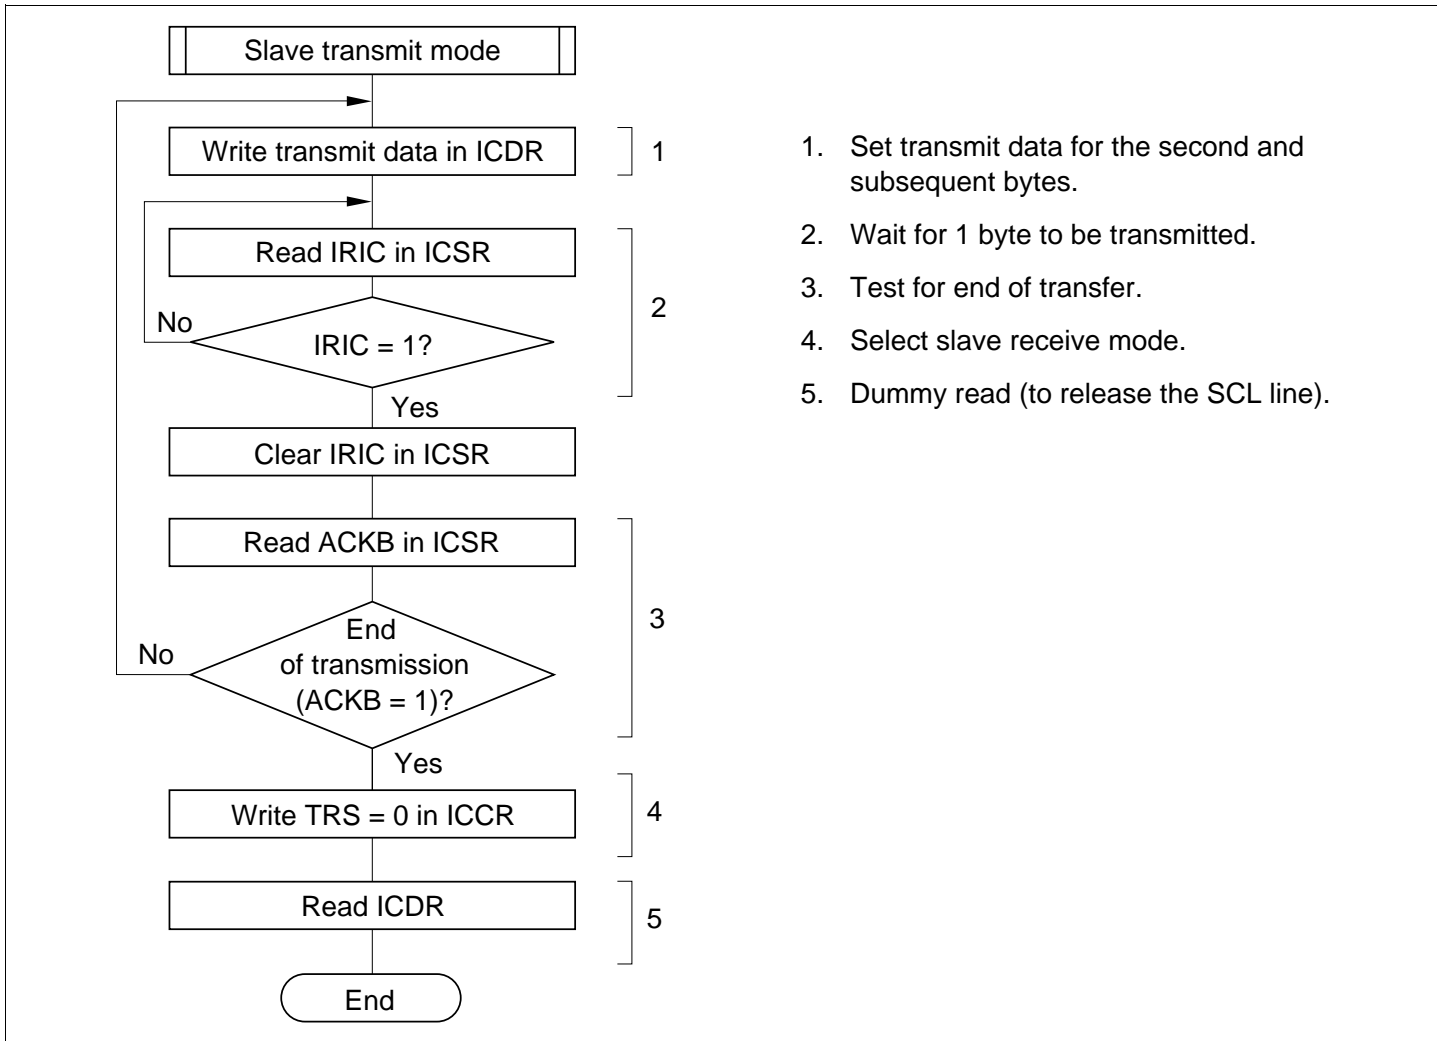 Slave transmit mode
Write transmit data in ICDR
1
Read IRIC in ICSR
IRIC = 1?
No
Yes
2
Clear IRIC in ICSR
Read ACKB in ICSR
End
of transmission
(ACKB = 1)?
No
Yes
3
Write TRS = 0 in ICCR
4
Read ICDR
5
End
1. Set transmit data for the second and
subsequent bytes.
2. Wait for 1 byte to be transmitted.
3. Test for end of transfer.
4. Select slave receive mode.
5. Dummy read (to release the SCL line).